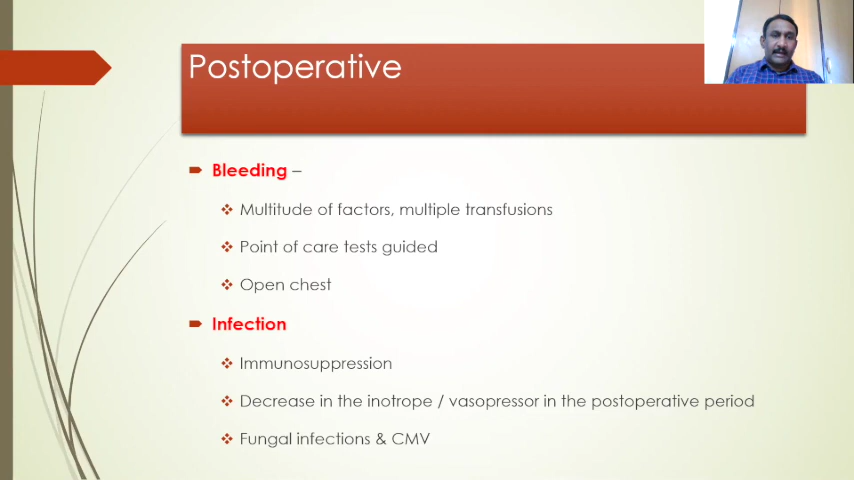 Postoperative
Bleeding –
Multitude of factors, multiple transfusions
Point of care tests guided
Open chest
Infection
Immunosuppression
Decrease in the inotrope / vasopressor in the postoperative period
Fungal infections & CMV